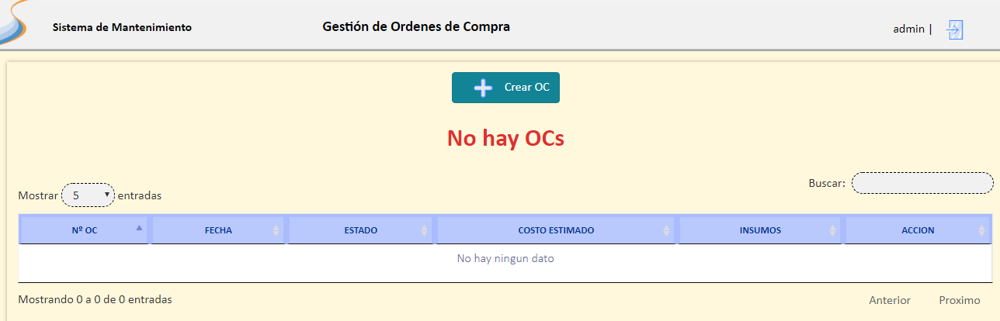 Sistema de Mantenimiento
Gestión de Ordenes de Compra
admin |
Crear OC
No hay OCs
Mostrar 5 entradas
Buscar:
Nº OC FECHA ESTADO COSTO ESTIMADO INSUMOS ACCION
No hay ningun dato
Mostrando 0 a 0 de 0 entradas
Anterior Proximo